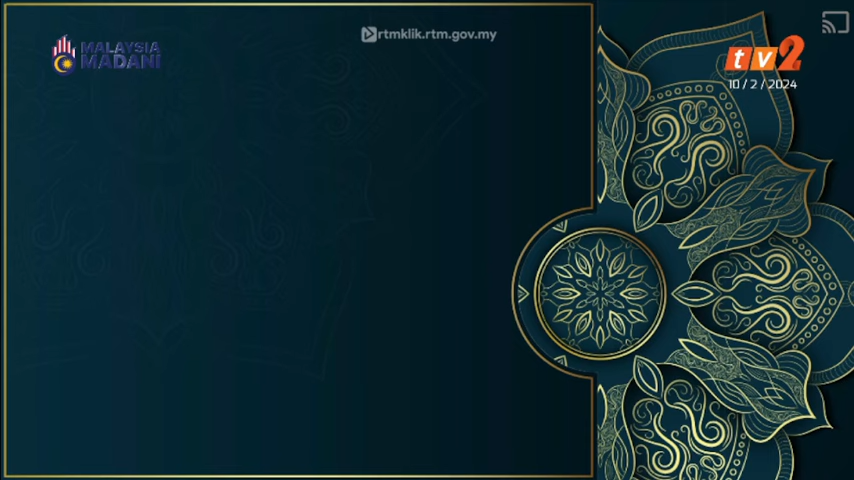 MALAYSIA
MADANI
rtmklik.rtm.gov.my
tv2
10 / 2 / 2024